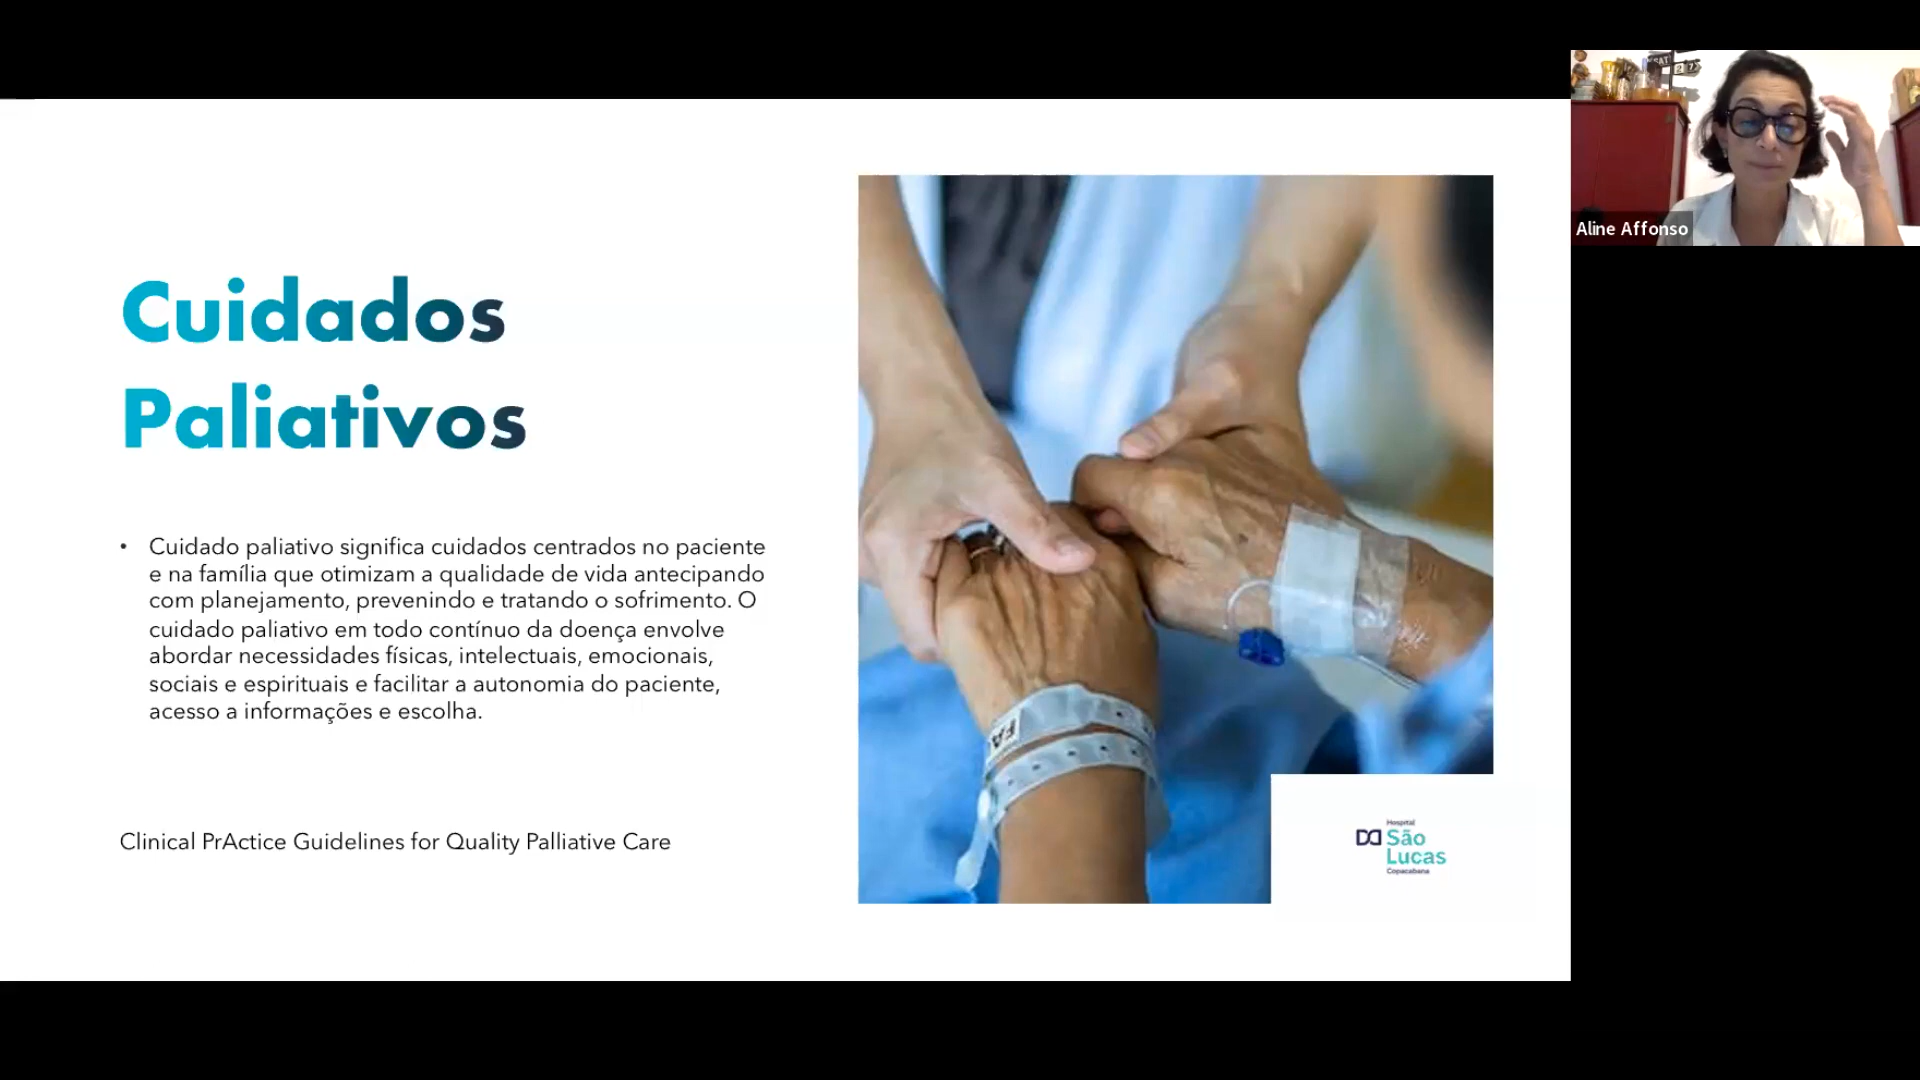 Cuidados
Paliativos
• Cuidado paliativo significa cuidados centrados no paciente
e na família que otimizam a qualidade de vida antecipando
com planejamento, prevenindo e tratando o sofrimento. O
cuidado paliativo em todo contínuo da doença envolve
abordar necessidades físicas, intelectuais, emocionais,
sociais e espirituais e facilitar a autonomia do paciente,
acesso a informações e escolha.
Clinical PrActice Guidelines for Quality Palliative Care
FA
Hospital
São
Lucas
Copacabana
SAT
27
Aline Affonso